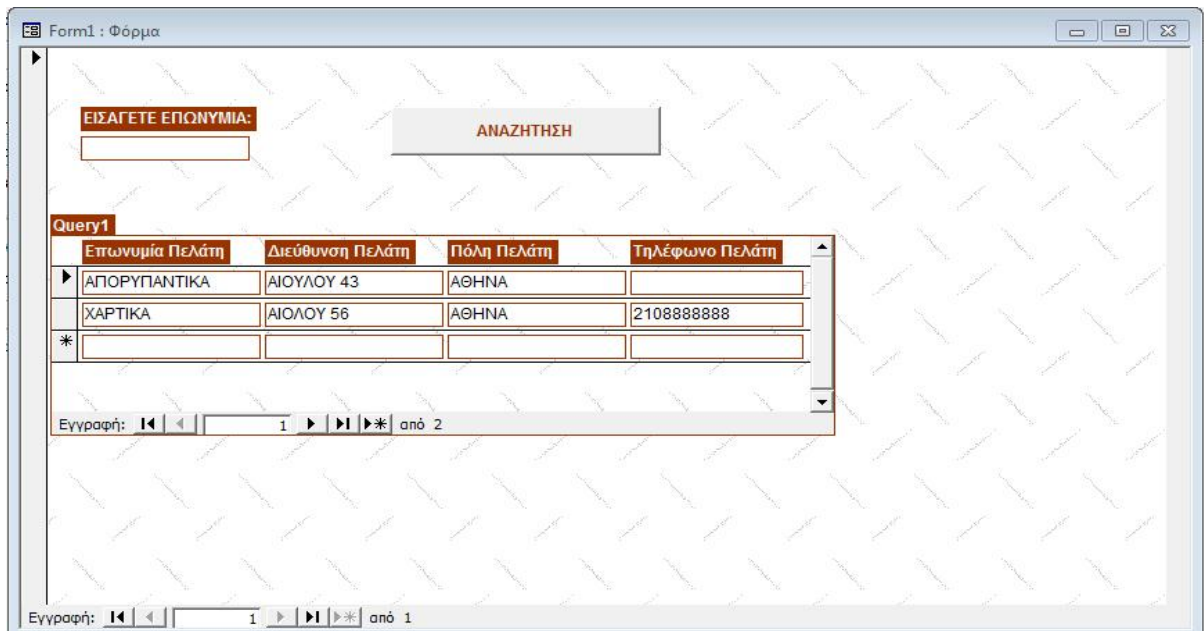 Form1 : Φόρμα
ΕΙΣΑΓΕΤΕ ΕΠΩΝΥΜΙΑ:
ΑΝΑΖΗΤΗΣΗ
Query1
Επωνυμία Πελάτη Διεύθυνση Πελάτη Πόλη Πελάτη Τηλέφωνο Πελάτη
ΑΠΟΡΥΠΑΝΤΙΚΑ ΑΙΟΥΛΟΥ 43 ΑΘΗΝΑ
ΧΑΡΤΙΚΑ ΑΙΟΛΟΥ 56 ΑΘΗΝΑ 2108888888
Εγγραφή: 1 από 2
Εγγραφή: 1 από 1